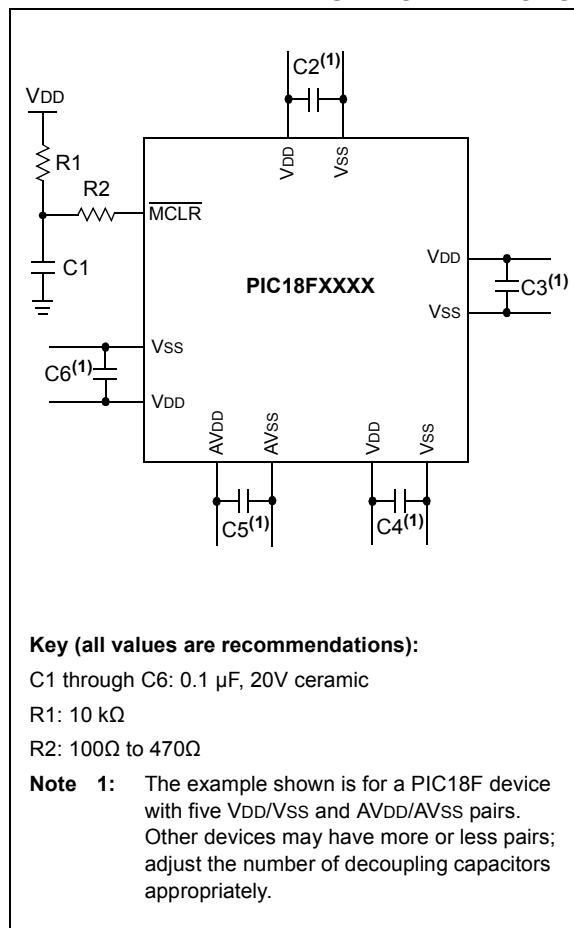 C2(1)
VDD
R1
R2
C1
VDD
VSS
MCLR
PIC18FXXXX
VDD
C3(1)
VSS
VSS
C6(1)
VDD
AVDD
AVSS
VDD
VSS
C5(1)
C4(1)
Key (all values are recommendations):
C1 through C6: 0.1 µF, 20V ceramic
R1: 10 kΩ
R2: 100Ω to 470Ω
Note 1: The example shown is for a PIC18F device
with five VDD/VSS and AVDD/AVSS pairs.
Other devices may have more or less pairs;
adjust the number of decoupling capacitors
appropriately.